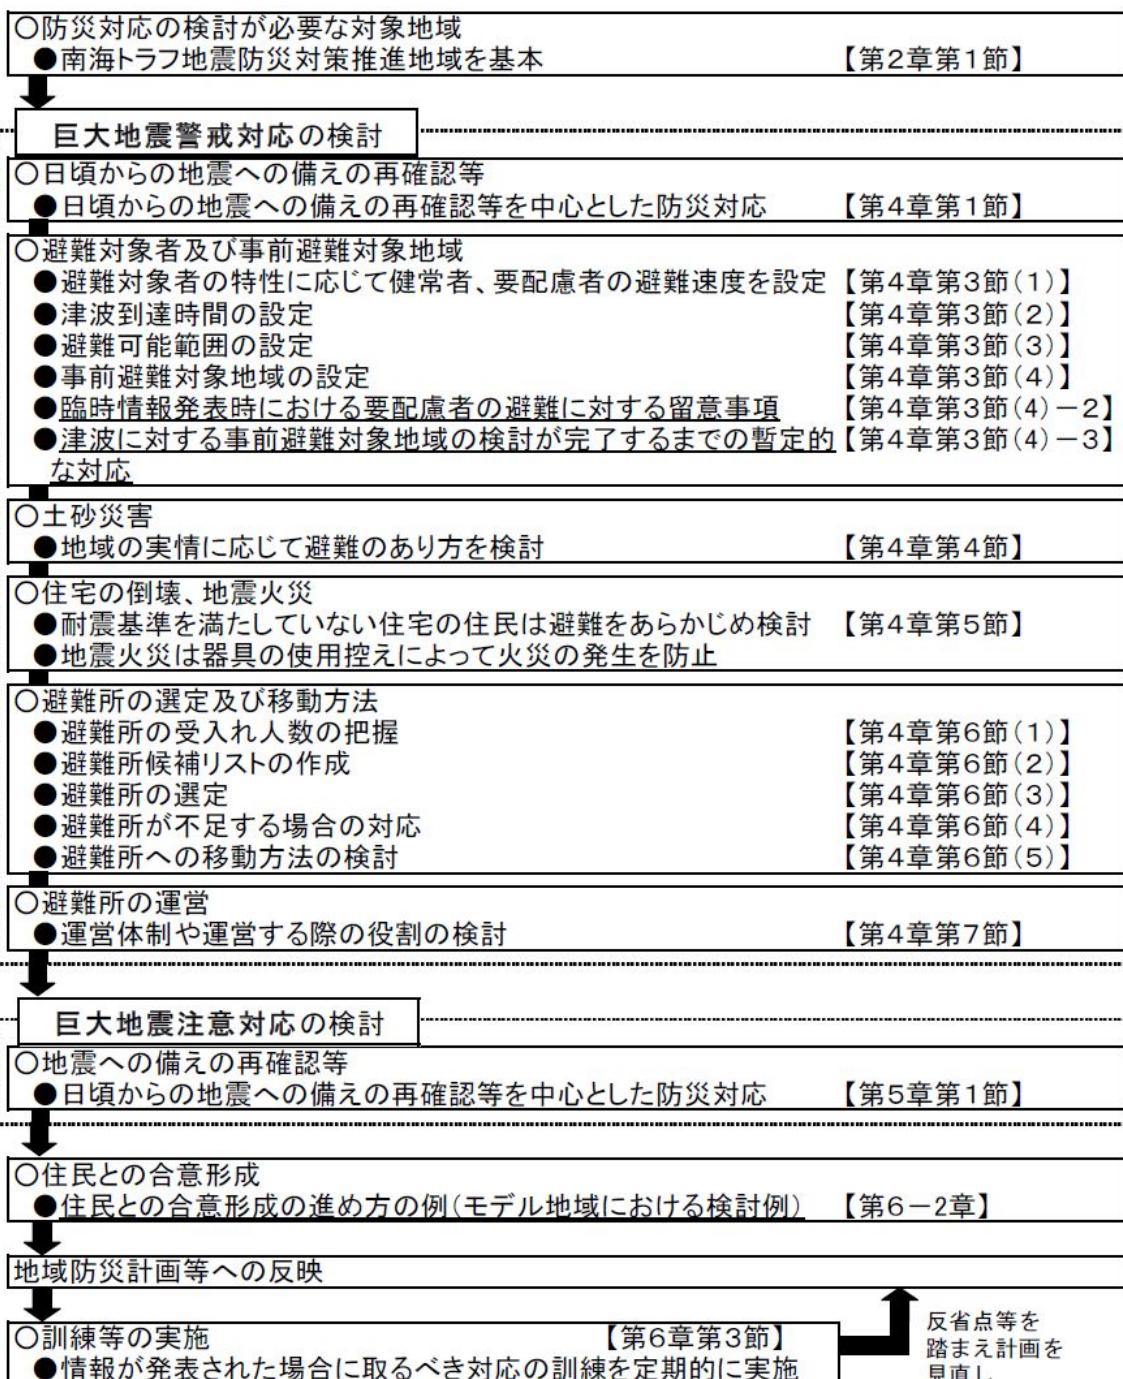 〇防災対応の検討が必要な対象地域
●南海トラフ地震防災対策推進地域を基本 【第2章第1節】
巨大地震警戒対応の検討
〇日頃からの地震への備えの再確認等
●日頃からの地震への備えの再確認等を中心とした防災対応 【第4章第1節】
〇避難対象者及び事前避難対象地域
●避難対象者の特性に応じて健常者、要配慮者の避難速度を設定【第4章第3節(1)】
●津波到達時間の設定 【第4章第3節(2)】
●避難可能範囲の設定 【第4章第3節(3)】
●事前避難対象地域の設定 【第4章第3節(4)】
●臨時情報発表時における要配慮者の避難に対する留意事項 【第4章第3節(4)－2】
●津波に対する事前避難対象地域の検討が完了するまでの暫定的【第4章第3節(4)－3】
な対応
〇土砂災害
●地域の実情に応じて避難のあり方を検討 【第4章第4節】
〇住宅の倒壊、地震火災
●耐震基準を満たしていない住宅の住民は避難をあらかじめ検討 【第4章第5節】
●地震火災は器具の使用控えによって火災の発生を防止
〇避難所の選定及び移動方法
●避難所の受入れ人数の把握 【第4章第6節(1)】
●避難所候補リストの作成 【第4章第6節(2)】
●避難所の選定 【第4章第6節(3)】
●避難所が不足する場合の対応 【第4章第6節(4)】
●避難所への移動方法の検討 【第4章第6節(5)】
〇避難所の運営
●運営体制や運営する際の役割の検討 【第4章第7節】
巨大地震注意対応の検討
〇地震への備えの再確認等
●日頃からの地震への備えの再確認等を中心とした防災対応 【第5章第1節】
〇住民との合意形成
●住民との合意形成の進め方の例(モデル地域における検討例) 【第6－2章】
地域防災計画等への反映
〇訓練等の実施 【第6章第3節】
●情報が発表された場合に取るべき対応の訓練を定期的に実施
反省点等を
踏まえ計画を
見直し